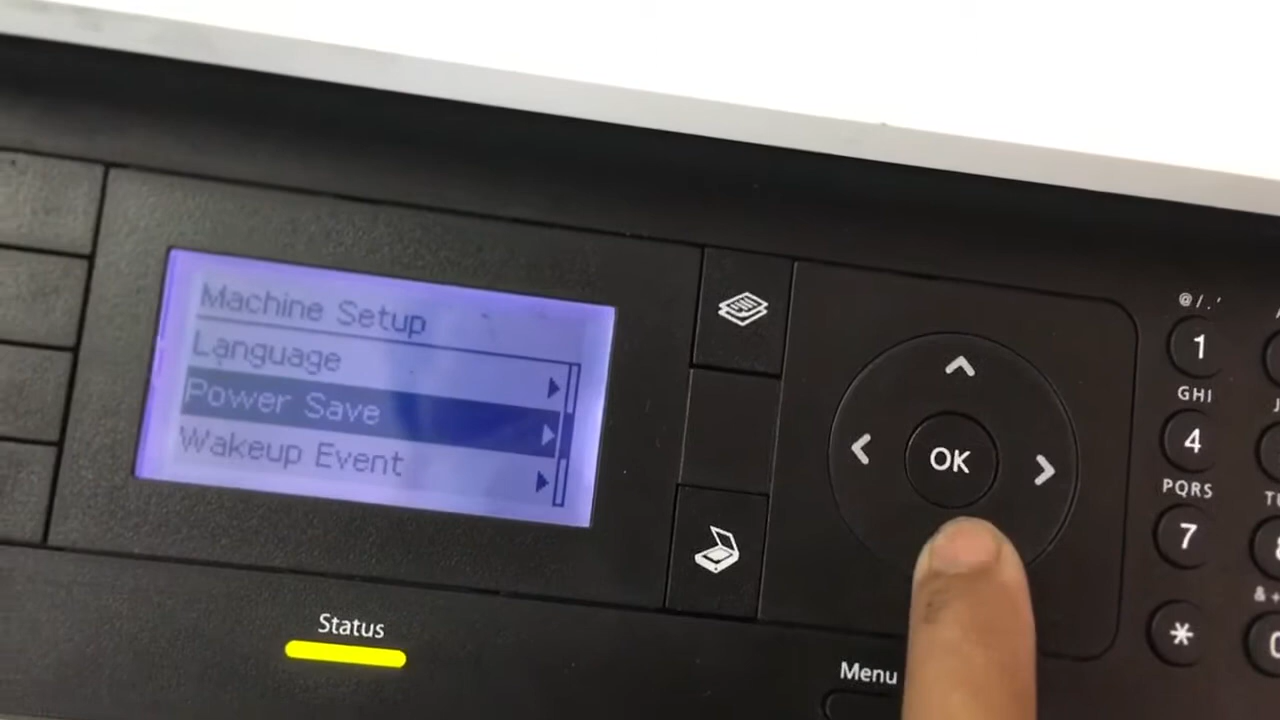 Machine Setup
Language
Power Save
Wakeup Event
Status
OK
Menu
@/.'
1
GHI
4
PQRS
7
*